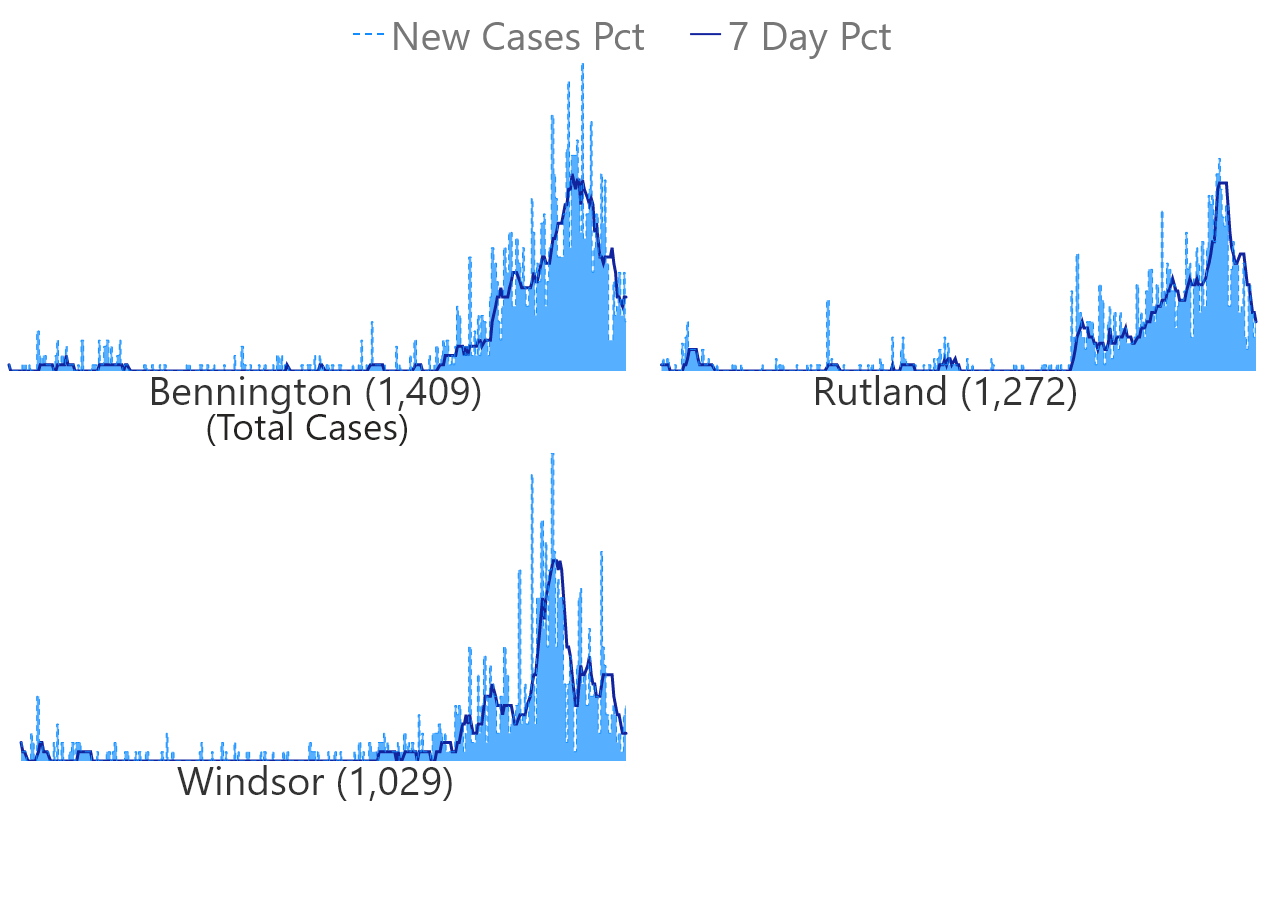 New Cases Pct 7 Day Pct
Bennington (1,409)
(Total Cases)
Rutland (1,272)
Windsor (1,029)